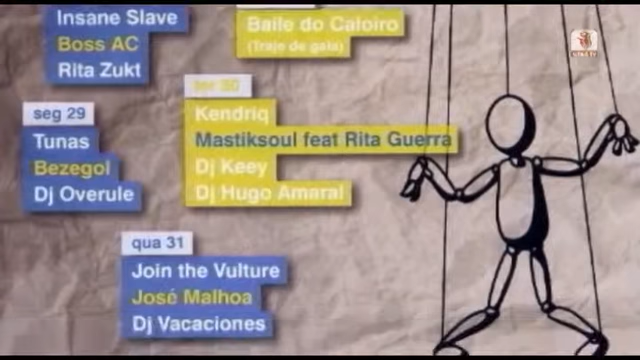 Insane Slave
Boss AC
Rita Zukt
Baile do Caloiro
(Traje de gala)
seg 29
Tunas
Bezegol
Dj Overule
ter 30
Kendriq
Mastiksoul feat Rita Guerra
Dj Keey
Dj Hugo Amaral
qua 31
Join the Vulture
José Malhoa
Dj Vacaciones